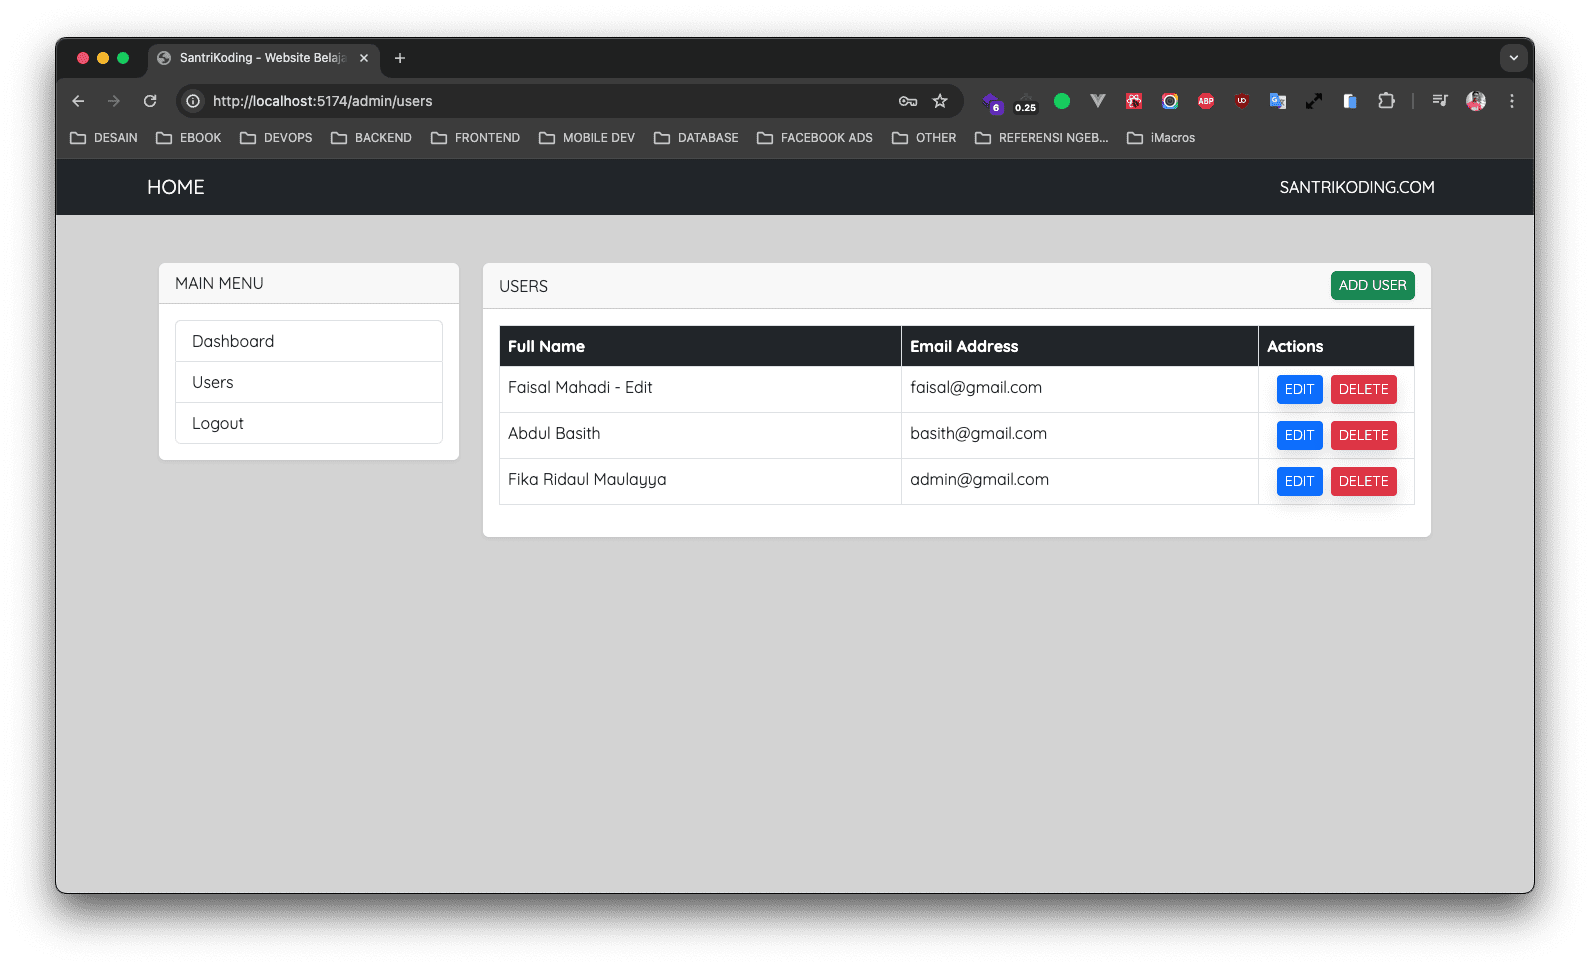 SantriKoding - Website Belaja
http://localhost:5174/admin/users
6
0.25
ABP
DESAIN EBOOK DEVOPS BACKEND FRONTEND MOBILE DEV DATABASE FACEBOOK ADS OTHER REFERENSI NGEB... iMacros
HOME SANTRIKODING.COM
MAIN MENU
Dashboard
Users
Logout
USERS ADD USER
Full Name Email Address Actions
Faisal Mahadi - Edit faisal@gmail.com EDIT DELETE
Abdul Basith basith@gmail.com EDIT DELETE
Fika Ridaul Maulayya admin@gmail.com EDIT DELETE